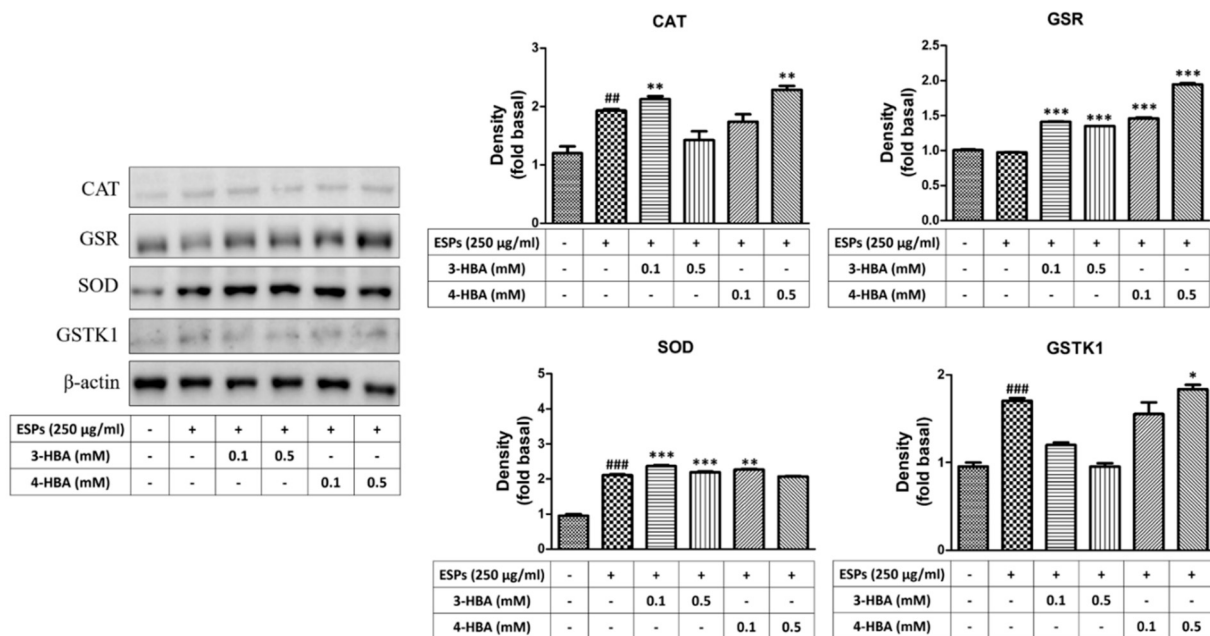 CAT
GSR
SOD
GSTK1
β-actin
ESPs (250 µg/ml) - + + + + +
3-HBA (mM) - - 0.1 0.5 - -
4-HBA (mM) - - - - 0.1 0.5
CAT
Density
(fold basal)
3
2
1
0
##
**
**
ESPs (250 µg/ml) - + + + + +
3-HBA (mM) - - 0.1 0.5 - -
4-HBA (mM) - - - - 0.1 0.5
GSR
Density
(fold basal)
2.5
2.0
1.5
1.0
0.5
0.0
***
***
***
***
ESPs (250 µg/ml) - + + + + +
3-HBA (mM) - - 0.1 0.5 - -
4-HBA (mM) - - - - 0.1 0.5
SOD
Density
(fold basal)
5
4
3
2
1
0
###
***
***
**
ESPs (250 µg/ml) - + + + + +
3-HBA (mM) - - 0.1 0.5 - -
4-HBA (mM) - - - - 0.1 0.5
GSTK1
Density
(fold basal)
2
1
0
###
*
ESPs (250 µg/ml) - + + + + +
3-HBA (mM) - - 0.1 0.5 - -
4-HBA (mM) - - - - 0.1 0.5